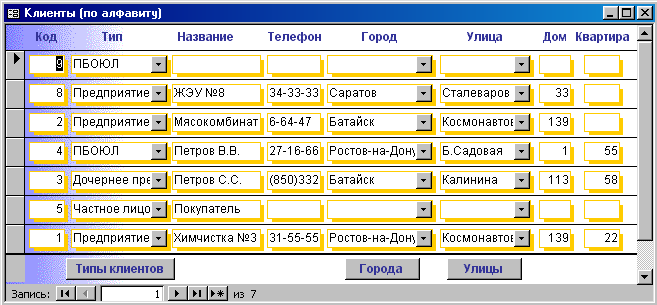 Клиенты (по алфавиту)
Код Тип Название Телефон Город Улица Дом Квартира
9 ПБОЮЛ
8 Предприятие ЖЭУ №8 34-33-33 Саратов Сталеваров 33
2 Предприятие Мясокомбинат 6-64-47 Батайск Космонавтов 139
4 ПБОЮЛ Петров В.В. 27-16-66 Ростов-на-Дону Б.Садовая 1 55
3 Дочернее пре Петров С.С. (850)332 Батайск Калинина 113 58
5 Частное лицо Покупатель
1 Предприятие Химчистка №3 31-55-55 Ростов-на-Дону Космонавтов 139 22
Типы клиентов Города Улицы
Запись: 1 из 7